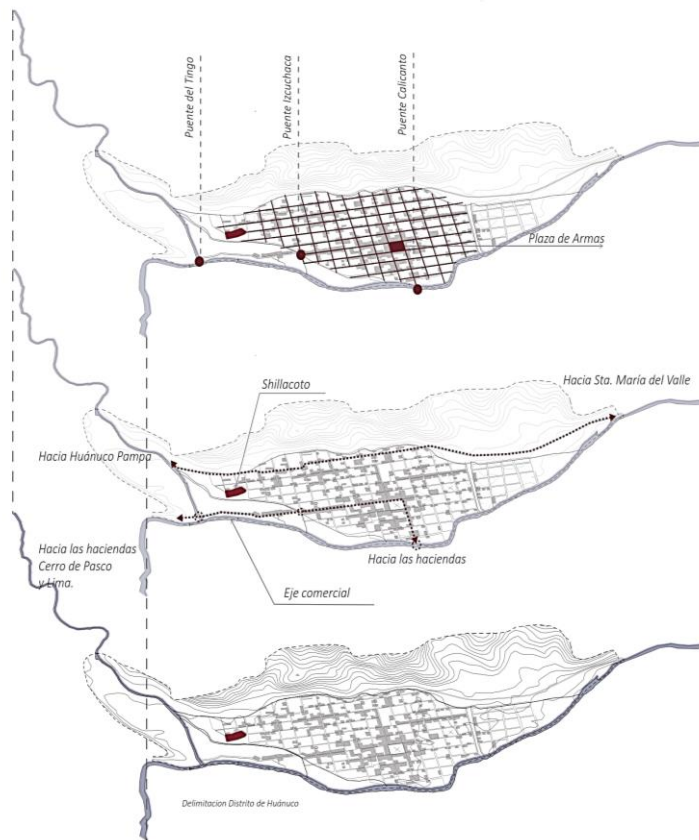 Puente del Tingo
Puente Izcuchaca
Puente Calicanto
Plaza de Armas
Shillacoto
Hacia Sta. María del Valle
Hacia Huánuco Pampa
Hacia las haciendas
Cerro de Pasco
y Lima.
Hacia las haciendas
Eje comercial
Delimitacion Distrito de Huánuco